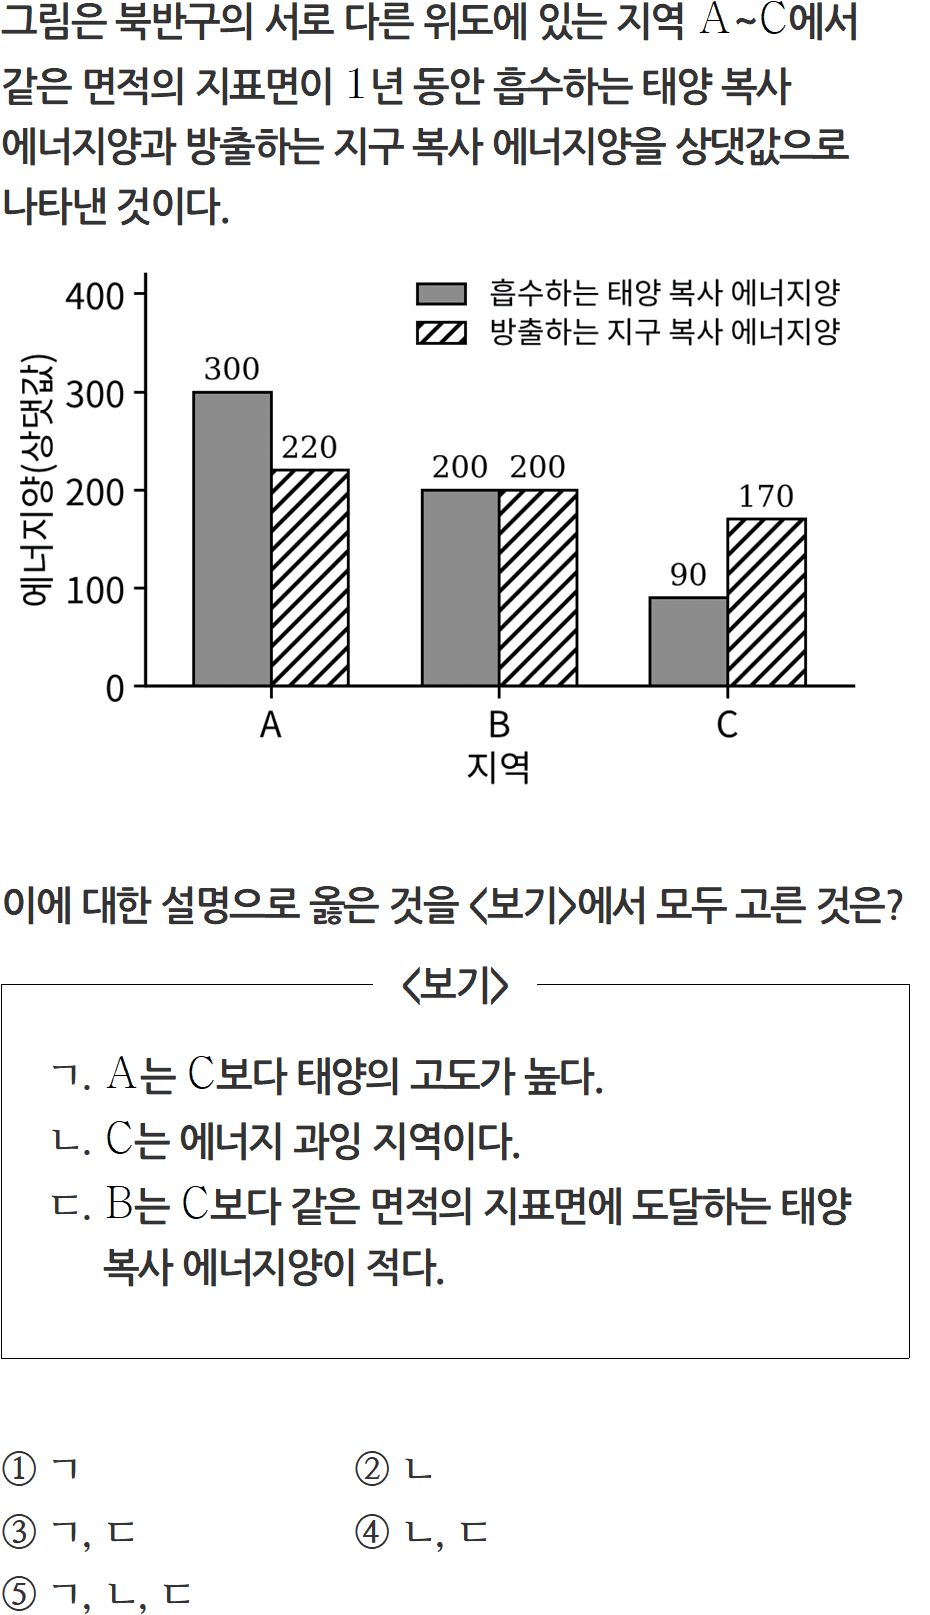 그림은 북반구의 서로 다른 위도에 있는 지역 A~C에서
같은 면적의 지표면이 1년 동안 흡수하는 태양 복사
에너지양과 방출하는 지구 복사 에너지양을 상댓값으로
나타낸 것이다.
흡수하는 태양 복사 에너지양
방출하는 지구 복사 에너지양
에너지양(상댓값)
400
300
200
100
0
300
220
200
200
90
170
A
B
C
지역
이에 대한 설명으로 옳은 것을 <보기>에서 모두 고른 것은?
<보기>
ㄱ. A는 C보다 태양의 고도가 높다.
ㄴ. C는 에너지 과잉 지역이다.
ㄷ. B는 C보다 같은 면적의 지표면에 도달하는 태양
복사 에너지양이 적다.
① ㄱ ② ㄴ
③ ㄱ, ㄷ ④ ㄴ, ㄷ
⑤ ㄱ, ㄴ, ㄷ